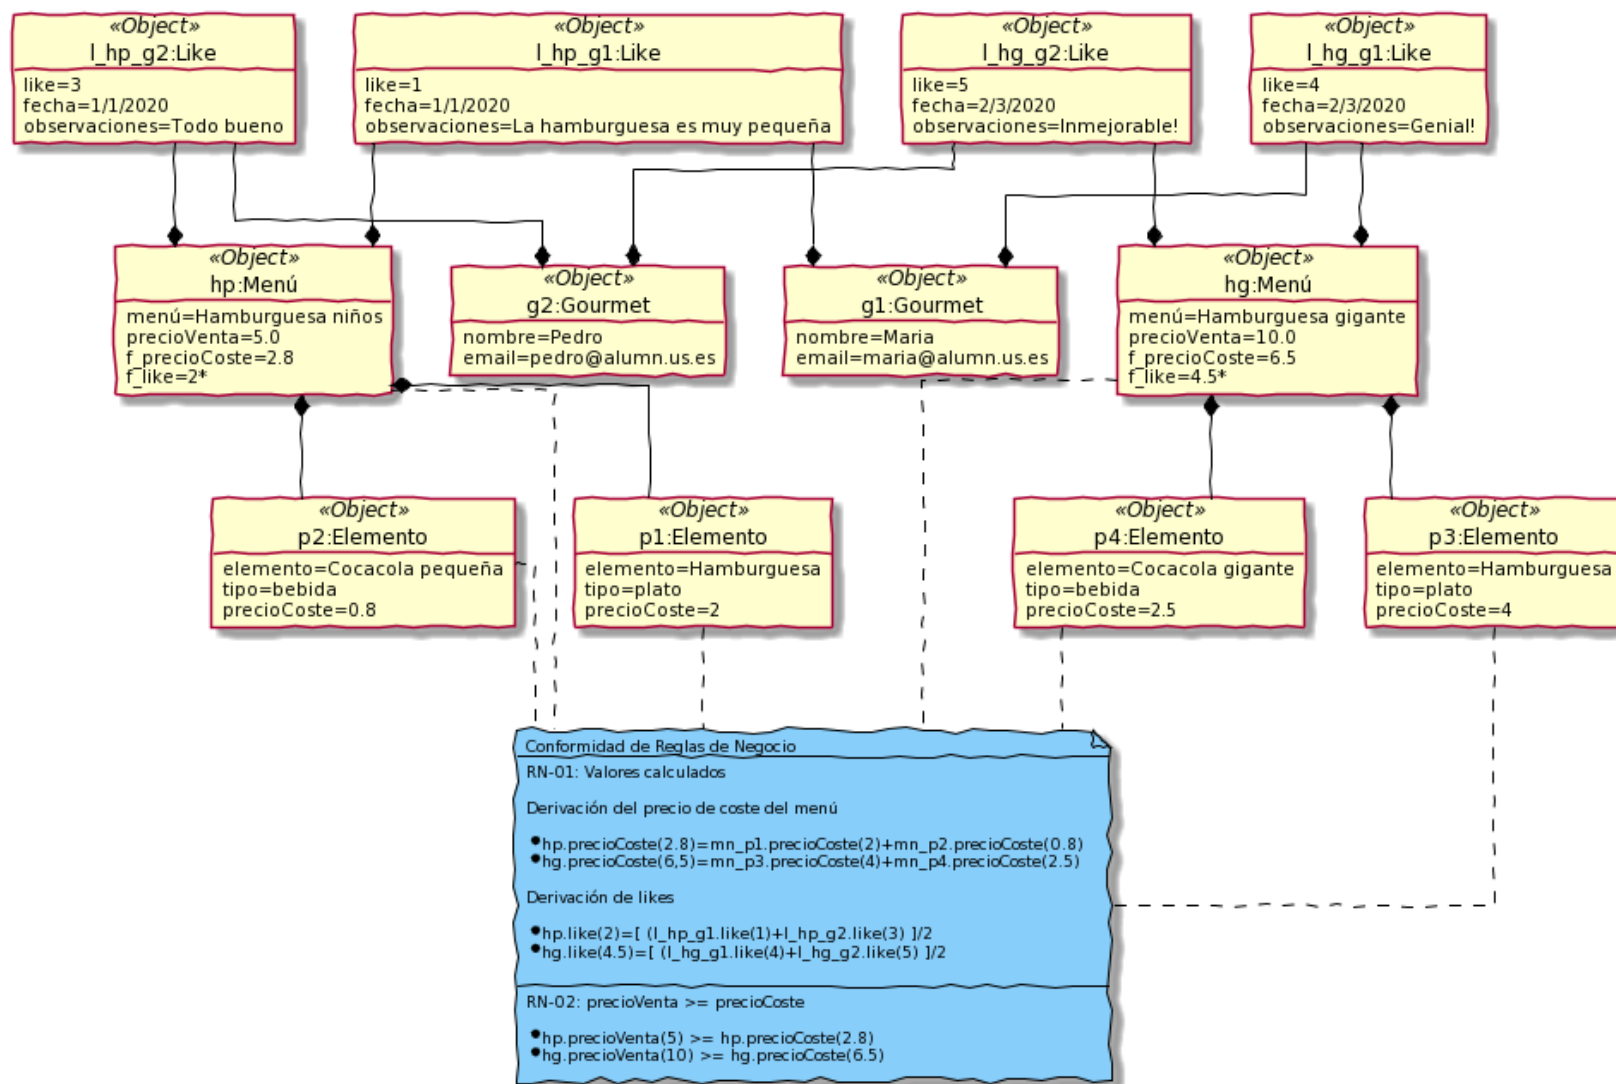 «Object»
l_hp_g2:Like
like=3
fecha=1/1/2020
observaciones=Todo bueno
«Object»
l_hp_g1:Like
like=1
fecha=1/1/2020
observaciones=La hamburguesa es muy pequeña
«Object»
l_hg_g2:Like
like=5
fecha=2/3/2020
observaciones=Inmejorable!
«Object»
l_hg_g1:Like
like=4
fecha=2/3/2020
observaciones=Genial!
«Object»
hp:Menú
menú=Hamburguesa niños
precioVenta=5.0
f_precioCoste=2.8
f_like=2*
«Object»
g2:Gourmet
nombre=Pedro
email=pedro@alumn.us.es
«Object»
g1:Gourmet
nombre=Maria
email=maria@alumn.us.es
«Object»
hg:Menú
menú=Hamburguesa gigante
precioVenta=10.0
f_precioCoste=6.5
f_like=4.5*
«Object»
p2:Elemento
elemento=Cocacola pequeña
tipo=bebida
precioCoste=0.8
«Object»
p1:Elemento
elemento=Hamburguesa
tipo=plato
precioCoste=2
«Object»
p4:Elemento
elemento=Cocacola gigante
tipo=bebida
precioCoste=2.5
«Object»
p3:Elemento
elemento=Hamburguesa
tipo=plato
precioCoste=4
Conformidad de Reglas de Negocio
RN-01: Valores calculados
Derivación del precio de coste del menú
•hp.precioCoste(2.8)=mn_p1.precioCoste(2)+mn_p2.precioCoste(0.8)
•hg.precioCoste(6,5)=mn_p3.precioCoste(4)+mn_p4.precioCoste(2.5)
Derivación de likes
•hp.like(2)=[ (l_hp_g1.like(1)+l_hp_g2.like(3) ]/2
•hg.like(4.5)=[ (l_hg_g1.like(4)+l_hg_g2.like(5) ]/2
RN-02: precioVenta >= precioCoste
•hp.precioVenta(5) >= hp.precioCoste(2.8)
•hg.precioVenta(10) >= hg.precioCoste(6.5)